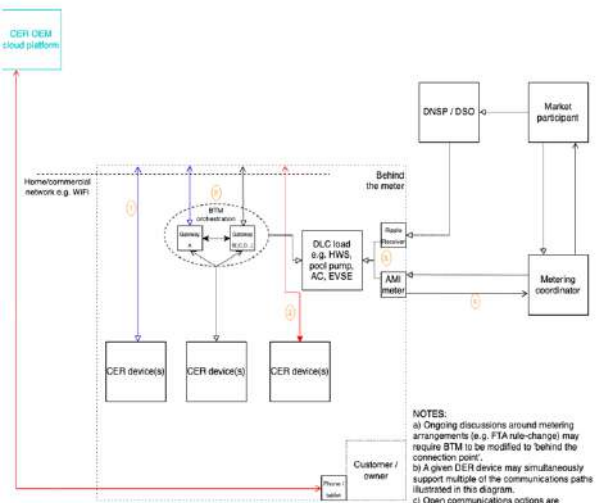 CER OEM
cloud platform
DNSP / DSO
Market
participant
Home/commercial
network e.g. WiFi
Behind
the meter
BTM
orchestration
Gateway
A
Gateway
DLC load
e.g. HWS,
pool pump,
AC, EVSE
Receiver
AMI
meter
Metering
coordinator
CER device(s)
CER device(s)
CER device(s)
Customer /
owner
Phone /
NOTES:
a) Ongoing discussions around metering
arrangements (e.g. FTA rule-change) may
require BTM to be modified to 'behind the
connection point'.
b) A given DER device may simultaneously
support multiple of the communications paths
illustrated in this diagram.
c) Open communications options are